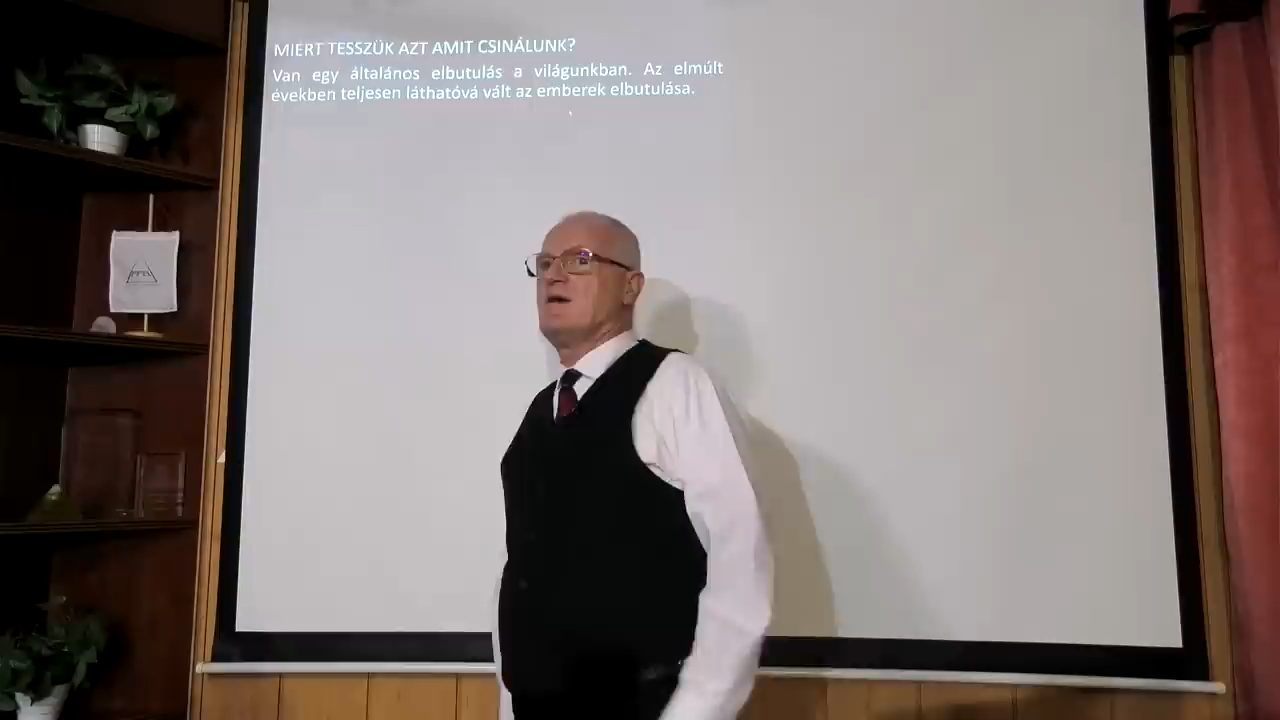 MIERT TESSZÜK AZT AMIT CSINÁLUNK?
Van egy általános elbutulás a világunkban. Az elmúlt
években teljesen láthatóvá vált az emberek elbutulása.